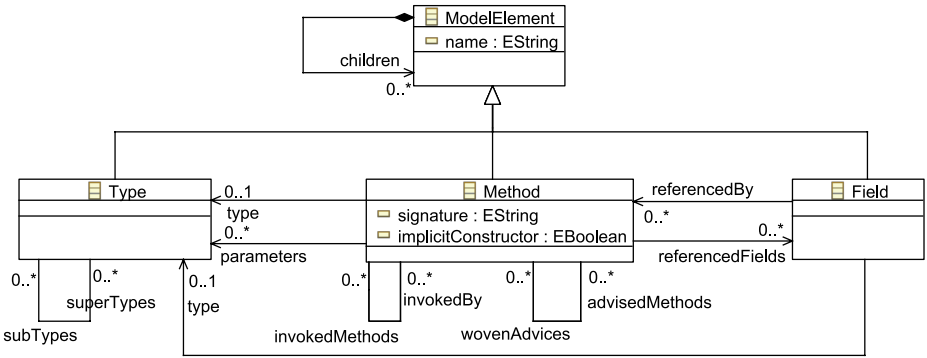 ModelElement
name : EString
children
0..*
Type
0..1
type
0..*
parameters
Method
signature : EString
implicitConstructor : EBoolean
referencedBy
0..*
0..*
referencedFields
Field
0..*
0..*
superTypes
subTypes
0..1
type
0..*
0..*
invokedBy
invokedMethods
0..*
0..*
advisedMethods
wovenAdvices